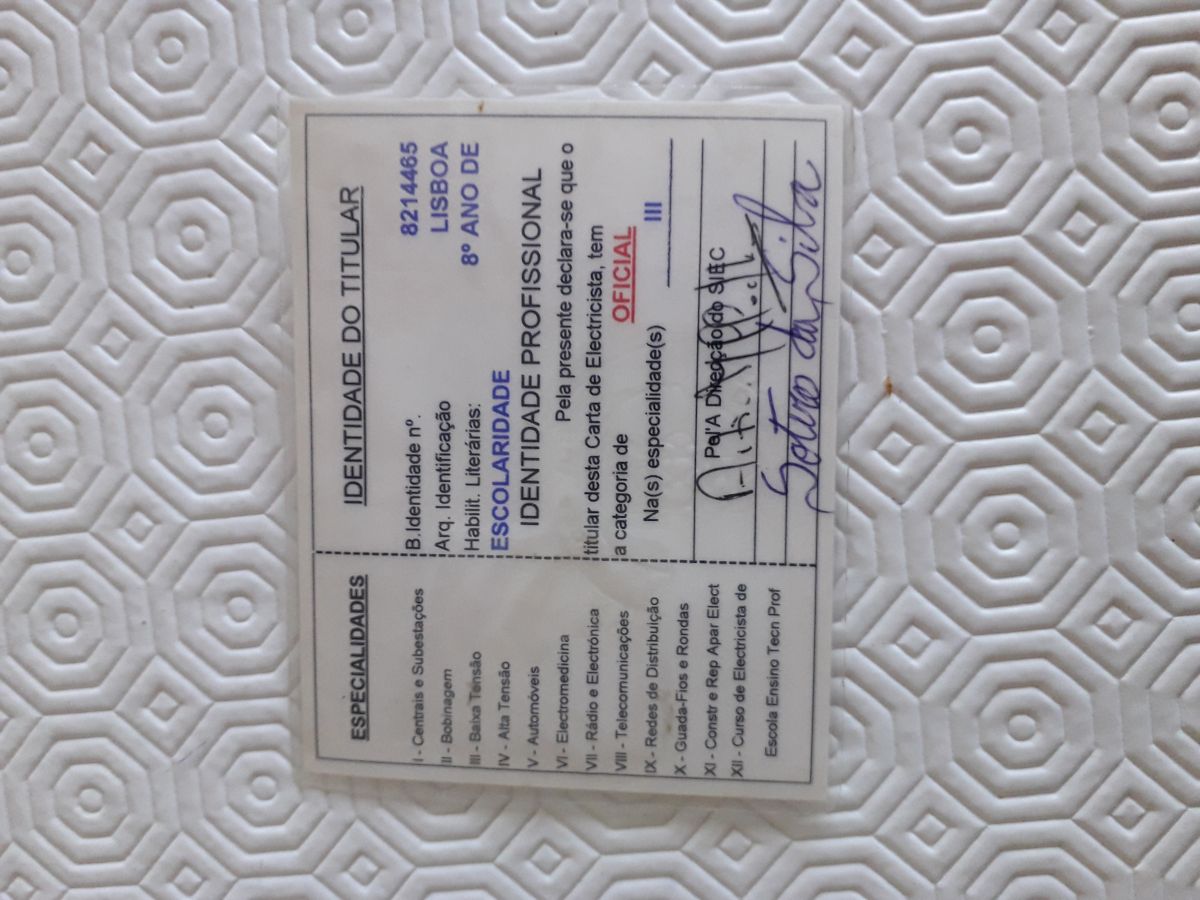 ESPECIALIDADES
I - Centrais e Subestações
II - Bobinagem
III - Baixa Tensão
IV - Alta Tensão
V - Automóveis
VI - Electromedicina
VII - Rádio e Electrónica
VIII - Telecomunicações
IX - Redes de Distribuição
X - Guada-Fios e Rondas
XI - Constr e Rep Apar Elect
XII - Curso de Electricista de
Escola Ensino Tecn Prof
IDENTIDADE DO TITULAR
B.Identidade nº. 8214465
Arq. Identificação LISBOA
Habilit. Literárias: 8º ANO DE
ESCOLARIDADE
IDENTIDADE PROFISSIONAL
Pela presente declara-se que o
titular desta Carta de Electricista, tem
a categoria de OFICIAL
Na(s) especialidade(s) III
Pel'A Direcção do SIEC
da Silva